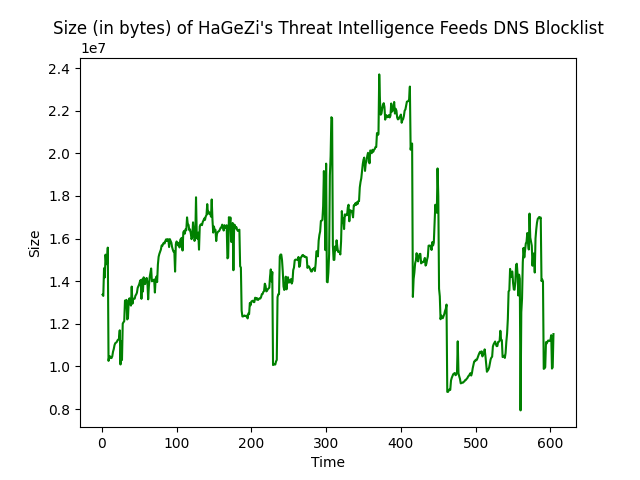 Size (in bytes) of HaGeZi's Threat Intelligence Feeds DNS Blocklist
1e7
2.4
2.2
2.0
1.8
1.6
1.4
1.2
1.0
0.8
Size
0 100 200 300 400 500 600
Time